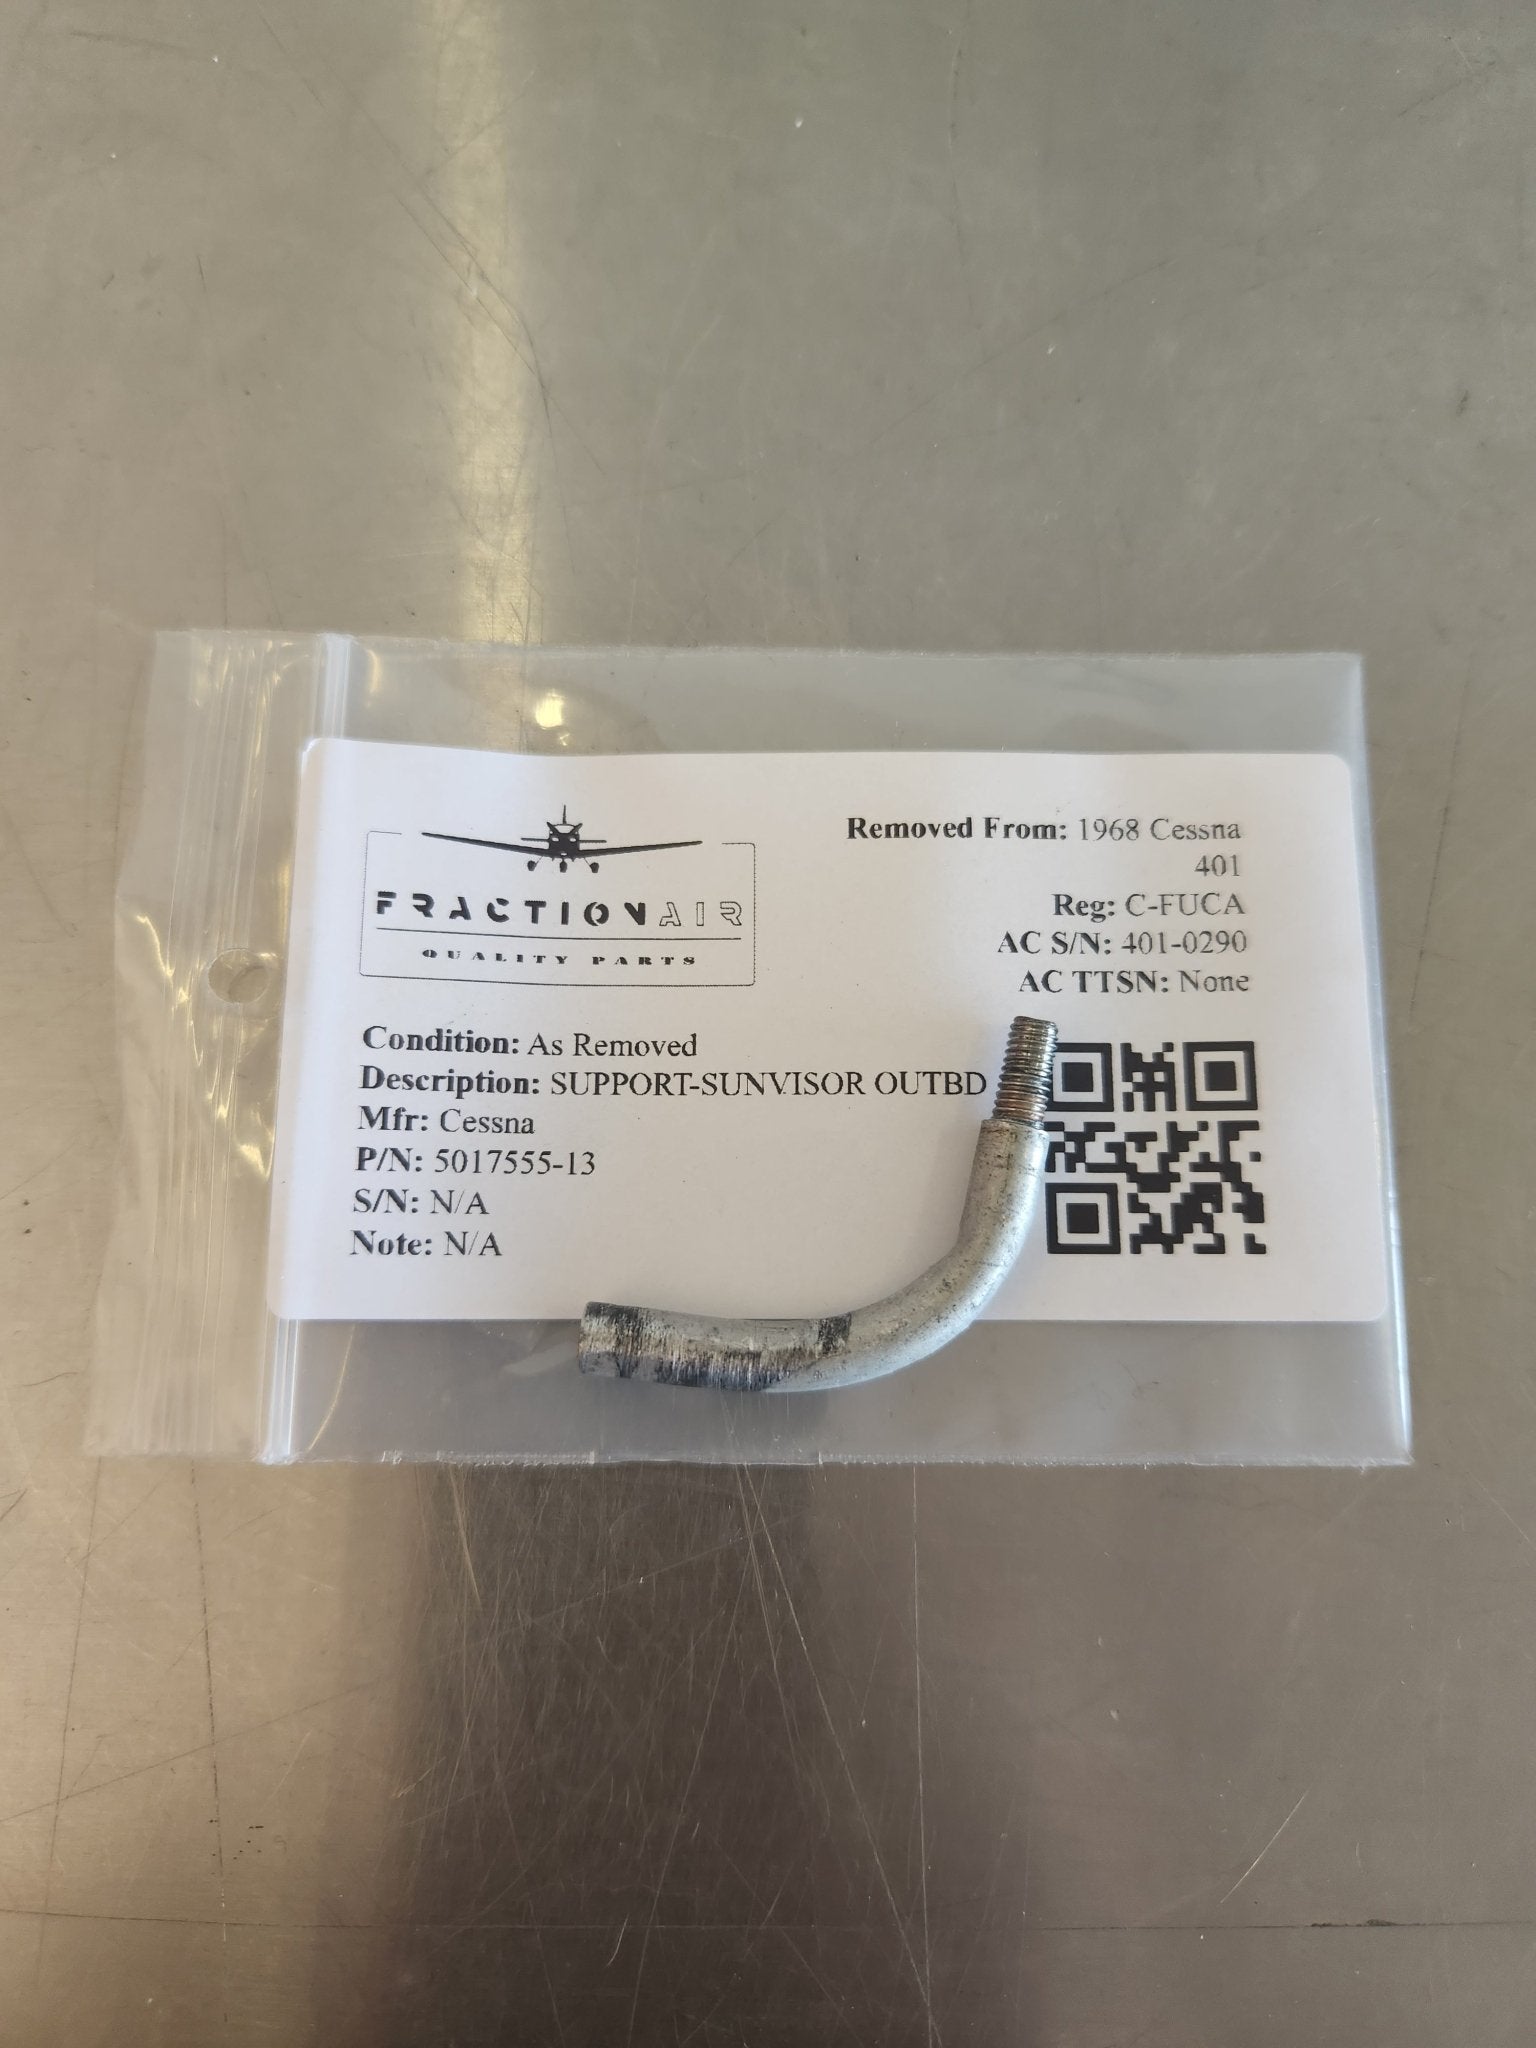 FRACTIONAIR
QUALITY PARTS
Removed From: 1968 Cessna
401
Reg: C-FUCA
AC S/N: 401-0290
AC TTSN: None
Condition: As Removed
Description: SUPPORT-SUNVISOR OUTBD
Mfr: Cessna
P/N: 5017555-13
S/N: N/A
Note: N/A